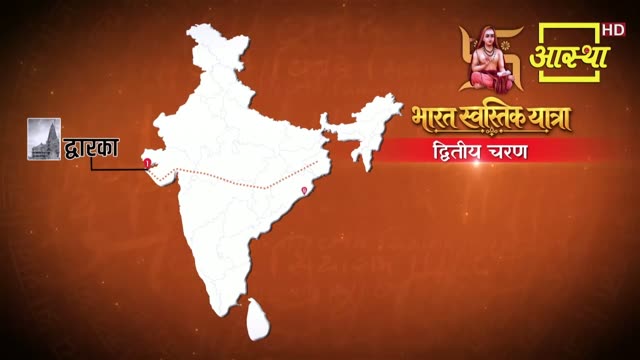 HD
आस्था
भारत स्वस्तिक यात्रा
द्वितीय चरण
द्वारका
1